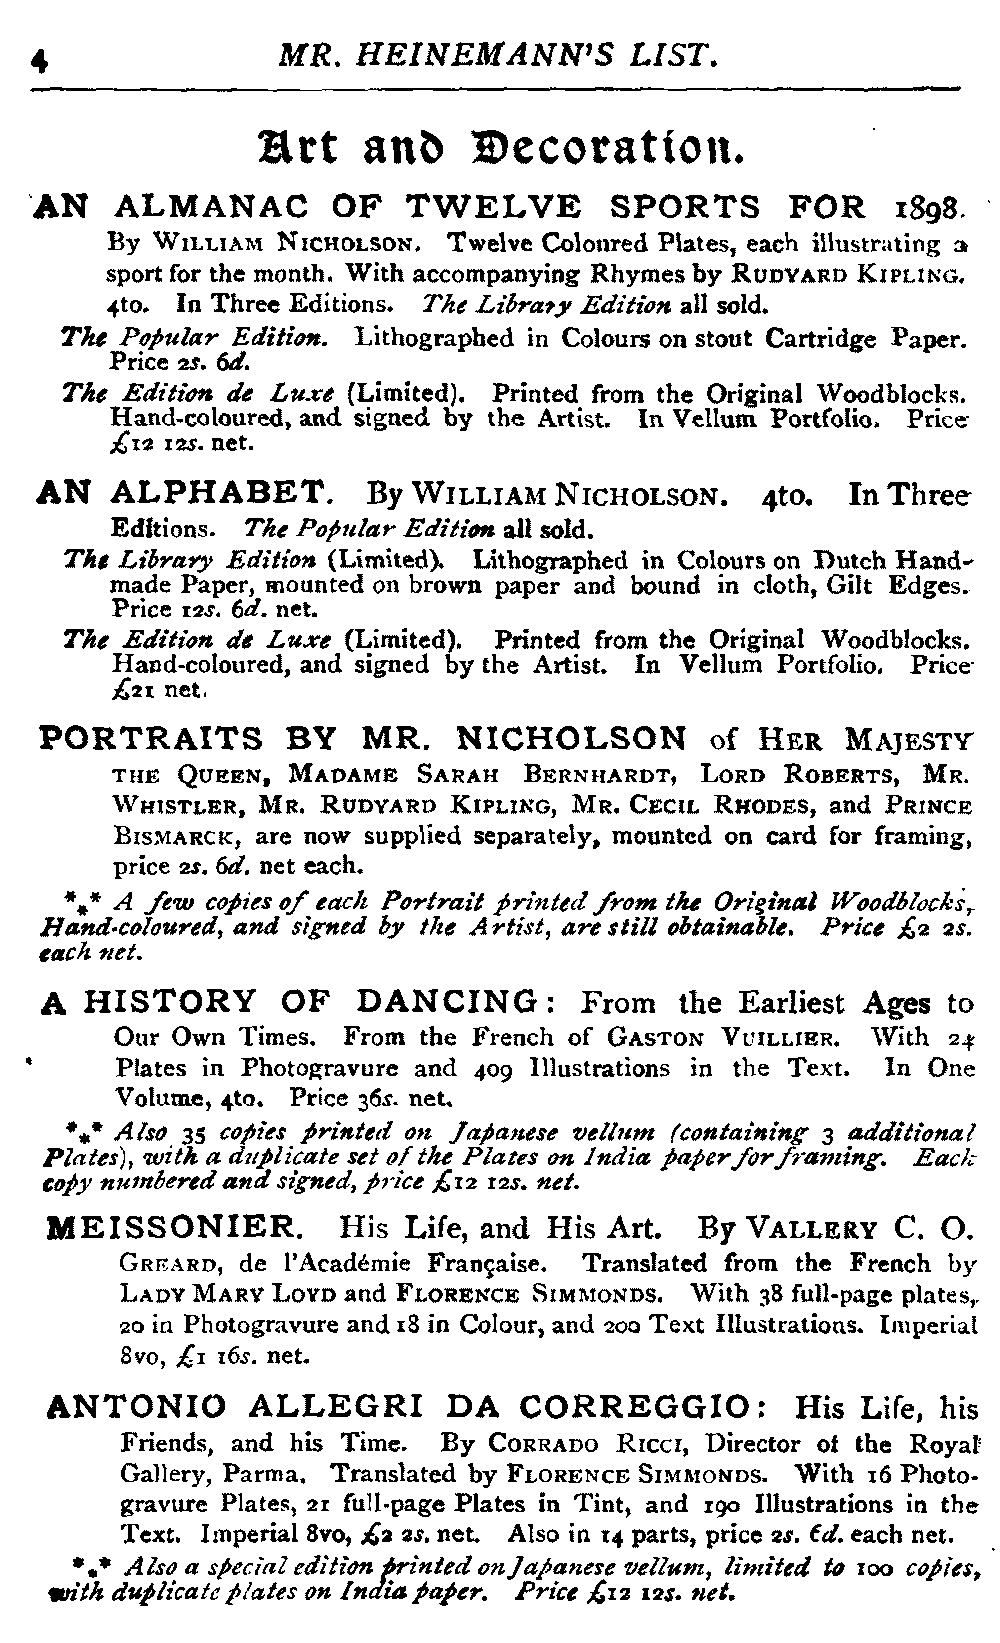 4 MR. HEINEMANN'S LIST.
Art and Decoration.
AN ALMANAC OF TWELVE SPORTS FOR 1898.
By WILLIAM NICHOLSON. Twelve Coloured Plates, each illustrating a
sport for the month. With accompanying Rhymes by RUDYARD KIPLING.
4to. In Three Editions. The Library Edition all sold.
The Popular Edition. Lithographed in Colours on stout Cartridge Paper.
Price 2s. 6d.
The Edition de Luxe (Limited). Printed from the Original Woodblocks.
Hand-coloured, and signed by the Artist. In Vellum Portfolio. Price
£12 12s. net.
AN ALPHABET. By WILLIAM NICHOLSON. 4to. In Three
Editions. The Popular Edition all sold.
The Library Edition (Limited). Lithographed in Colours on Dutch Hand-
made Paper, mounted on brown paper and bound in cloth, Gilt Edges.
Price 12s. 6d. net.
The Edition de Luxe (Limited). Printed from the Original Woodblocks.
Hand-coloured, and signed by the Artist. In Vellum Portfolio. Price
£21 net.
PORTRAITS BY MR. NICHOLSON of HER MAJESTY
THE QUEEN, MADAME SARAH BERNHARDT, LORD ROBERTS, MR.
WHISTLER, MR. RUDYARD KIPLING, MR. CECIL RHODES, and PRINCE
BISMARCK, are now supplied separately, mounted on card for framing,
price 2s. 6d. net each.
*** A few copies of each Portrait printed from the Original Woodblocks,
Hand-coloured, and signed by the Artist, are still obtainable. Price £2 2s.
each net.
A HISTORY OF DANCING: From the Earliest Ages to
Our Own Times. From the French of GASTON VUILLIER. With 24
Plates in Photogravure and 409 Illustrations in the Text. In One
Volume, 4to. Price 36s. net.
*** Also 35 copies printed on Japanese vellum (containing 3 additional
Plates), with a duplicate set of the Plates on India paper for framing. Each
copy numbered and signed, price £12 12s. net.
MEISSONIER. His Life, and His Art. By VALLERY C. O.
GREARD, de l'Académie Française. Translated from the French by
LADY MARY LOYD and FLORENCE SIMMONDS. With 38 full-page plates,
20 in Photogravure and 18 in Colour, and 200 Text Illustrations. Imperial
8vo, £1 16s. net.
ANTONIO ALLEGRI DA CORREGGIO: His Life, his
Friends, and his Time. By CORRADO RICCI, Director of the Royal
Gallery, Parma. Translated by FLORENCE SIMMONDS. With 16 Photo-
gravure Plates, 21 full-page Plates in Tint, and 190 Illustrations in the
Text. Imperial 8vo, £2 2s. net. Also in 14 parts, price 2s. 6d. each net.
*** Also a special edition printed on Japanese vellum, limited to 100 copies,
with duplicate plates on India paper. Price £12 12s. net.